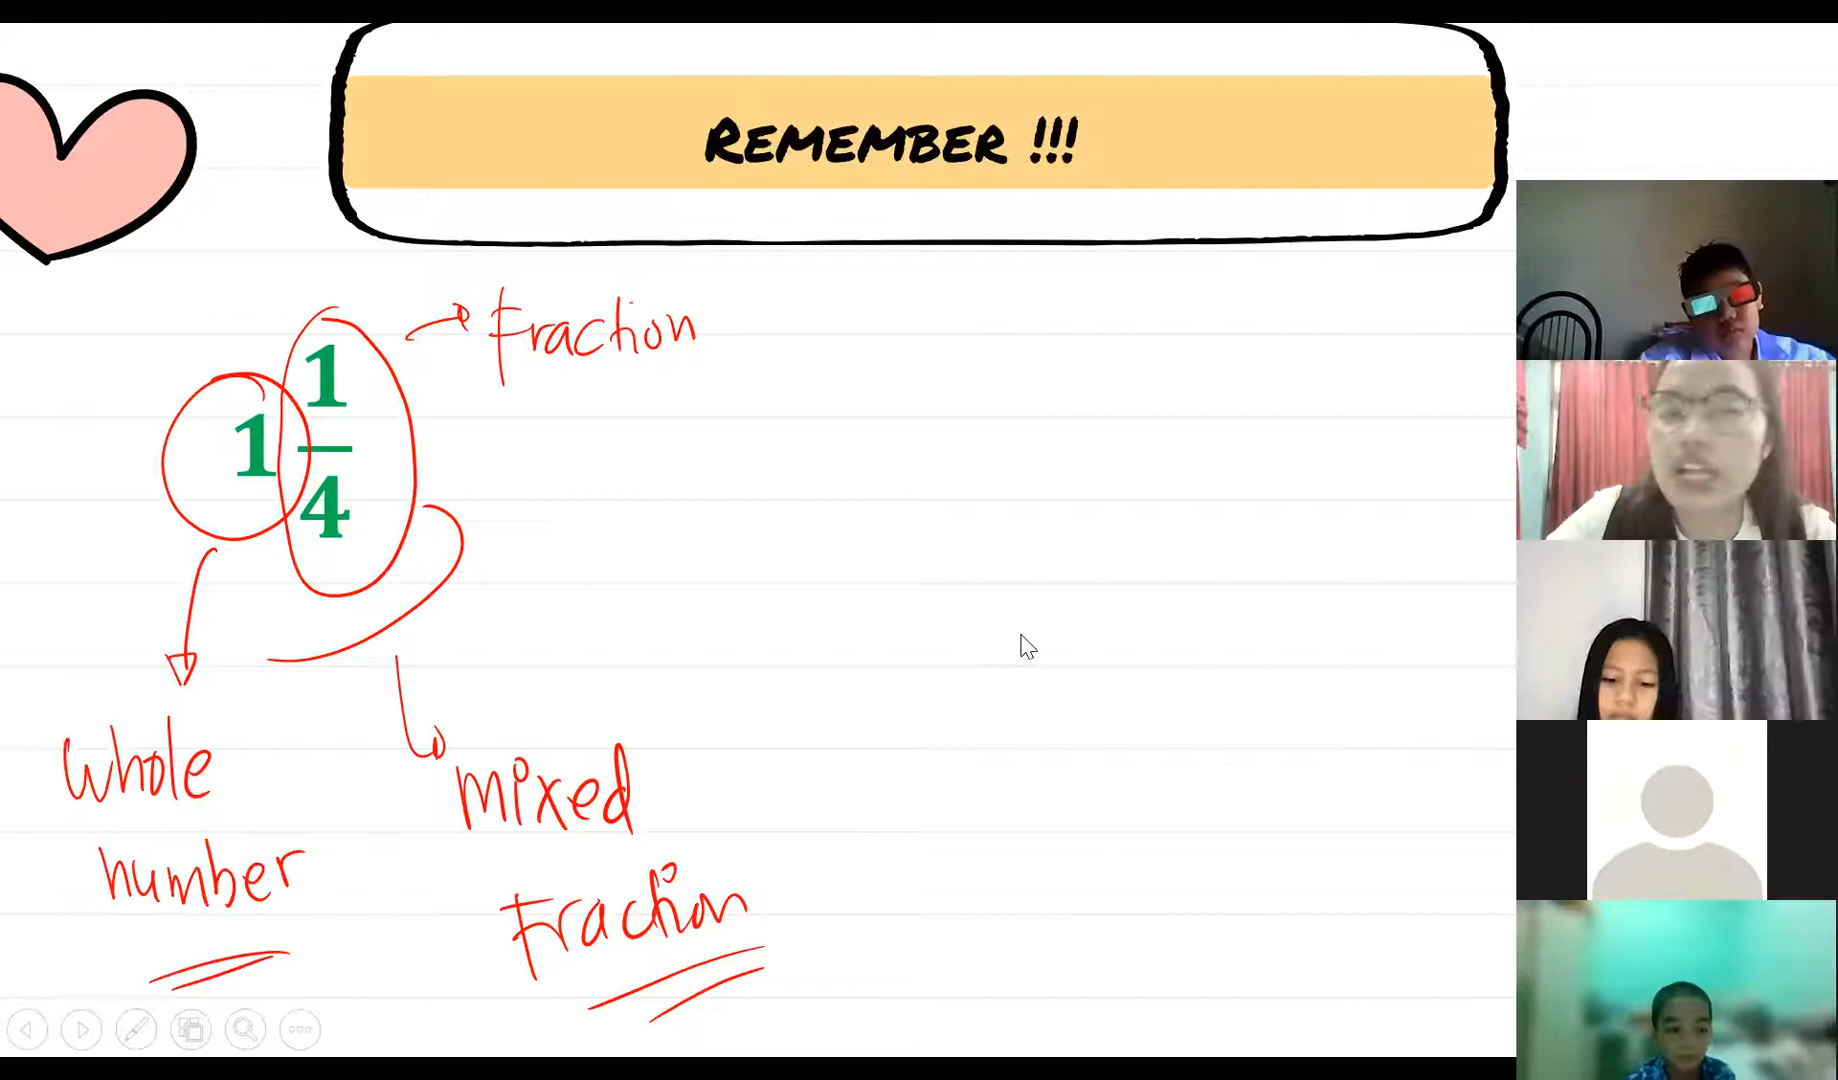 REMEMBER !!!
Fraction
1 1/4
whole
number
mixed
Fraction